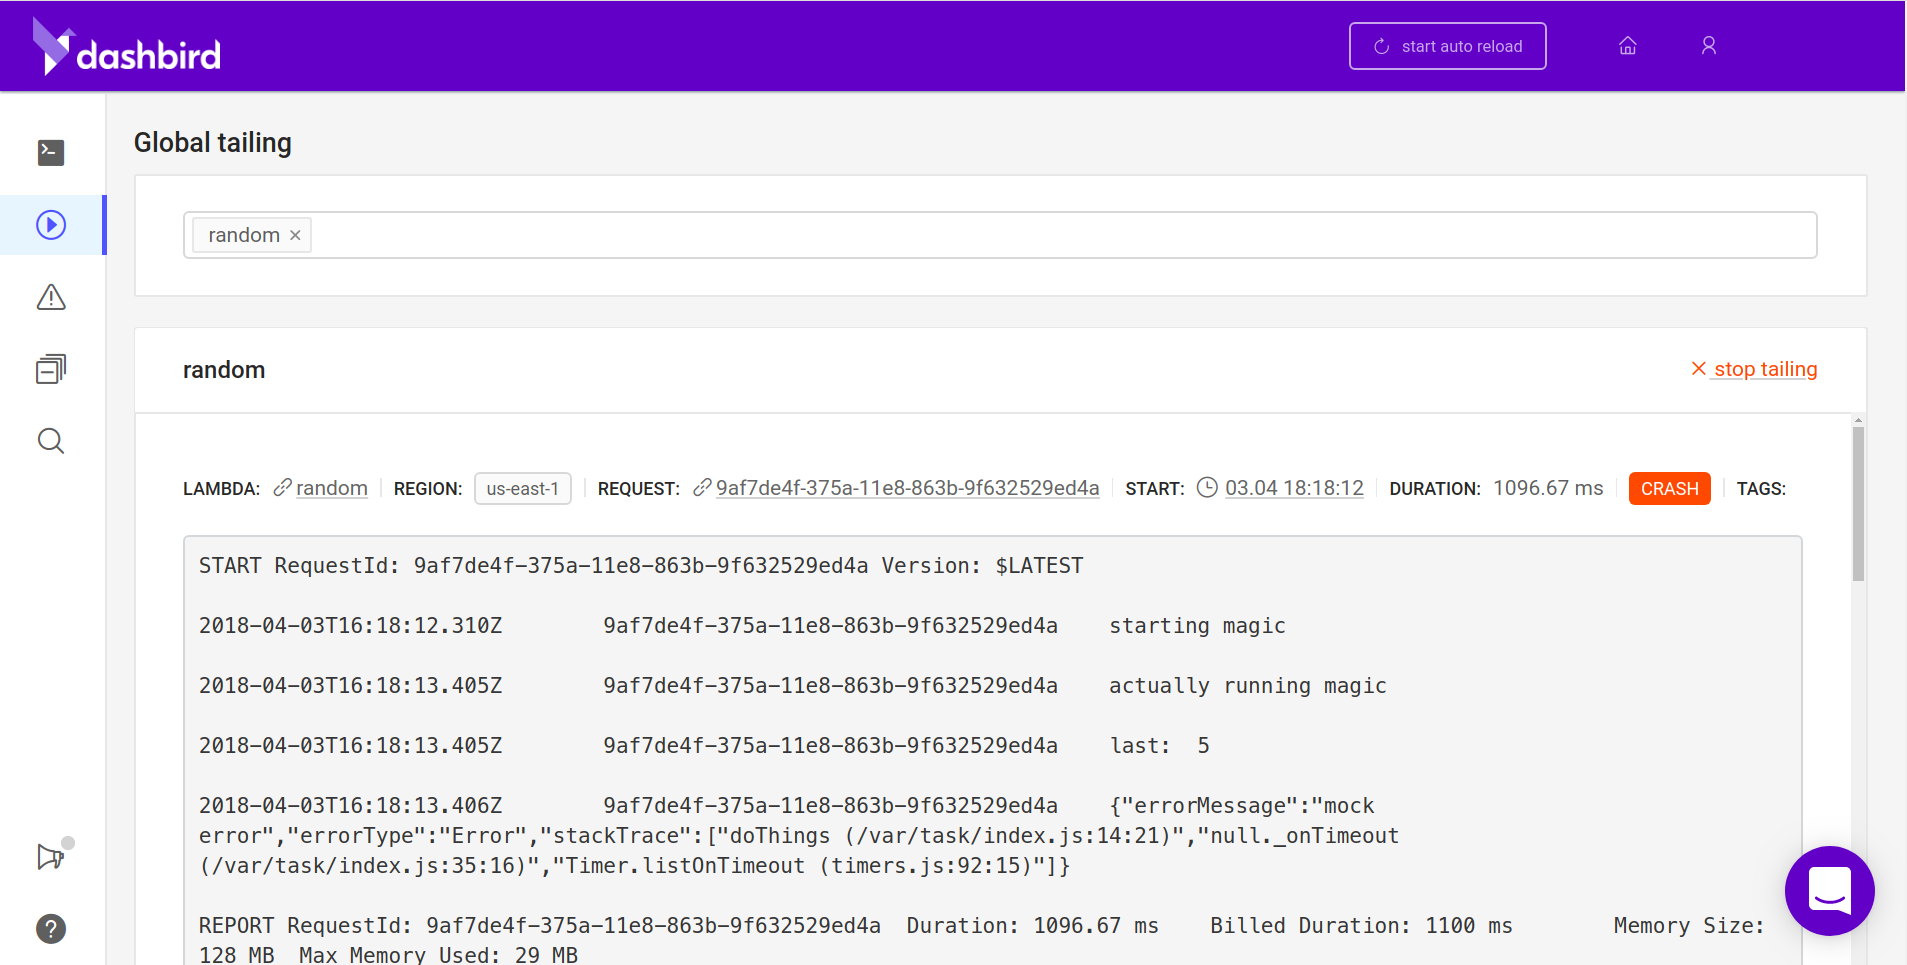 dashbird
start auto reload
Global tailing
random ×
random
stop tailing
LAMBDA: random REGION: us-east-1 REQUEST: 9af7de4f-375a-11e8-863b-9f632529ed4a START: 03.04 18:18:12 DURATION: 1096.67 ms CRASH TAGS:
START RequestId: 9af7de4f-375a-11e8-863b-9f632529ed4a Version: $LATEST
2018-04-03T16:18:12.310Z 9af7de4f-375a-11e8-863b-9f632529ed4a starting magic
2018-04-03T16:18:13.405Z 9af7de4f-375a-11e8-863b-9f632529ed4a actually running magic
2018-04-03T16:18:13.405Z 9af7de4f-375a-11e8-863b-9f632529ed4a last: 5
2018-04-03T16:18:13.406Z 9af7de4f-375a-11e8-863b-9f632529ed4a {"errorMessage":"mock
error","errorType":"Error","stackTrace":["doThings (/var/task/index.js:14:21)","null._onTimeout
(/var/task/index.js:35:16)","Timer.listOnTimeout (timers.js:92:15)"]}
REPORT RequestId: 9af7de4f-375a-11e8-863b-9f632529ed4a Duration: 1096.67 ms Billed Duration: 1100 ms Memory Size:
128 MB Max Memory Used: 29 MB